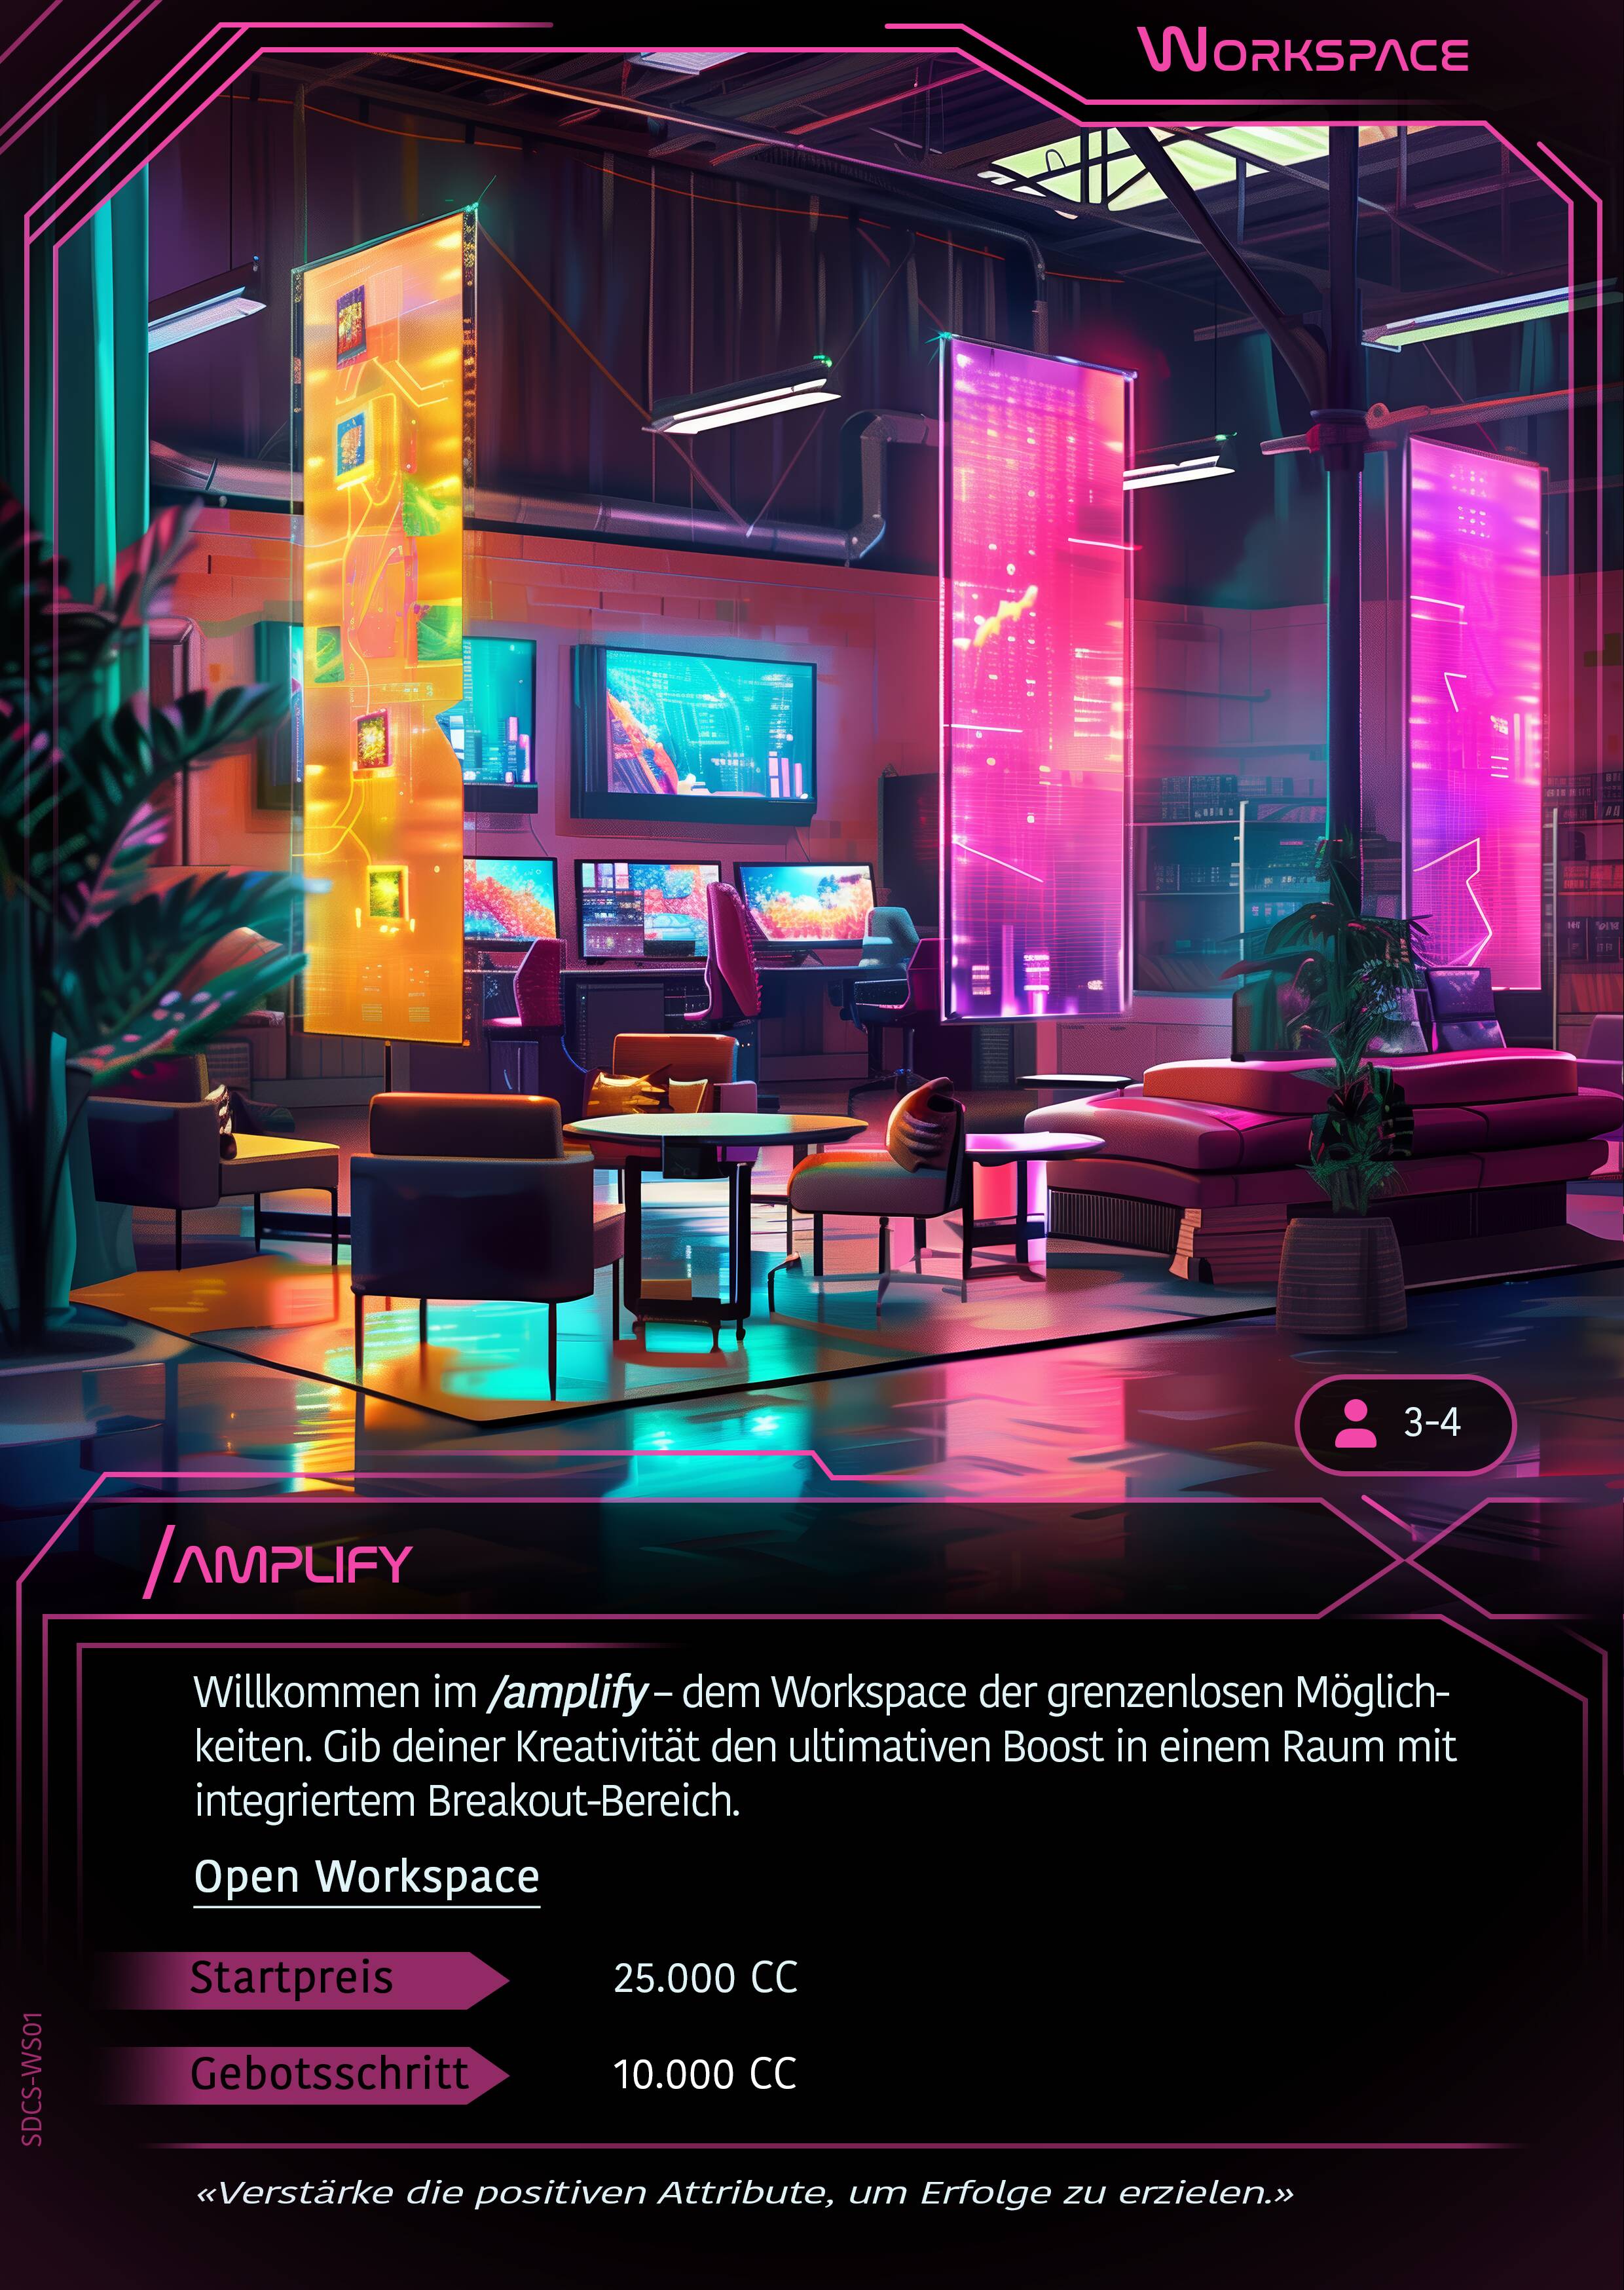 WORKSPACE
3-4
/AMPLIFY
Willkommen im /amplify – dem Workspace der grenzenlosen Möglich-
keiten. Gib deiner Kreativität den ultimativen Boost in einem Raum mit
integriertem Breakout-Bereich.
Open Workspace
Startpreis 25.000 CC
Gebotsschritt 10.000 CC
SDCS-WS01
«Verstärke die positiven Attribute, um Erfolge zu erzielen.»